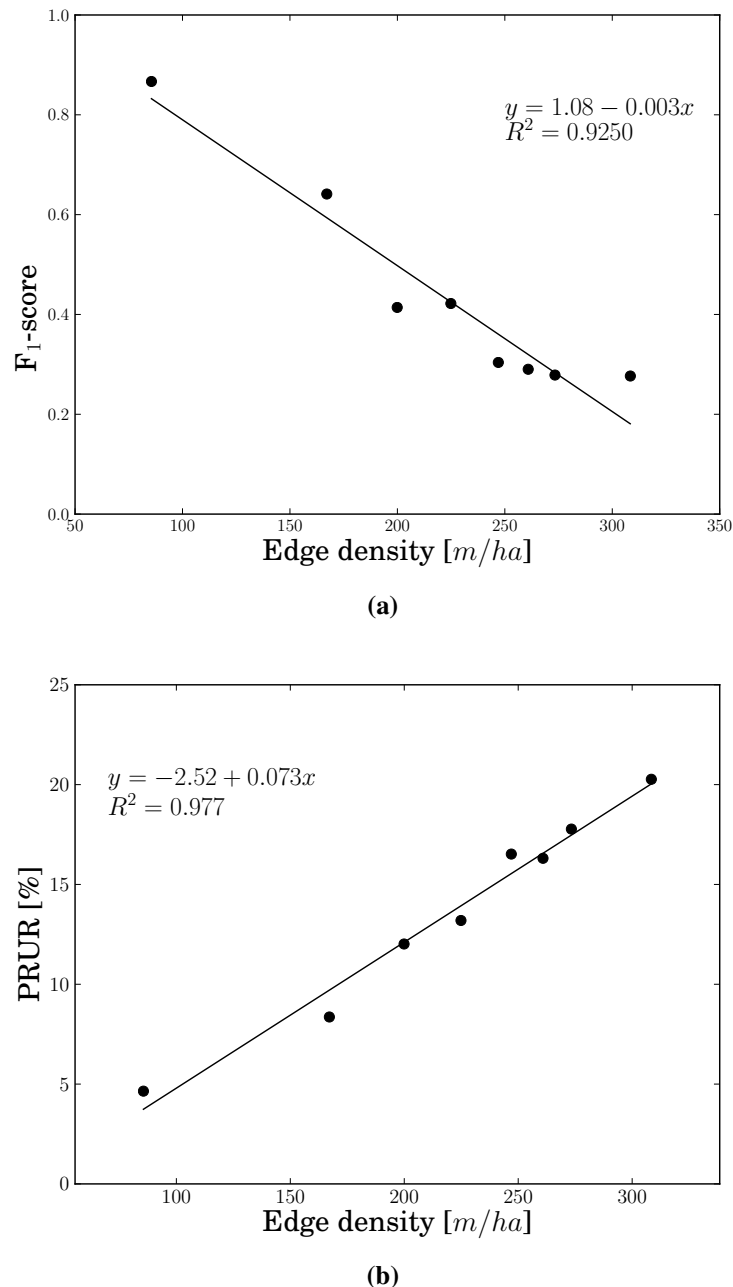 1.0
0.8
0.6
0.4
0.2
0.0
F₁-score
y = 1.08 − 0.003x
R² = 0.9250
50 100 150 200 250 300 350
Edge density [m/ha]
(a)
25
20
15
10
5
0
PRUR [%]
y = −2.52 + 0.073x
R² = 0.977
100 150 200 250 300
Edge density [m/ha]
(b)